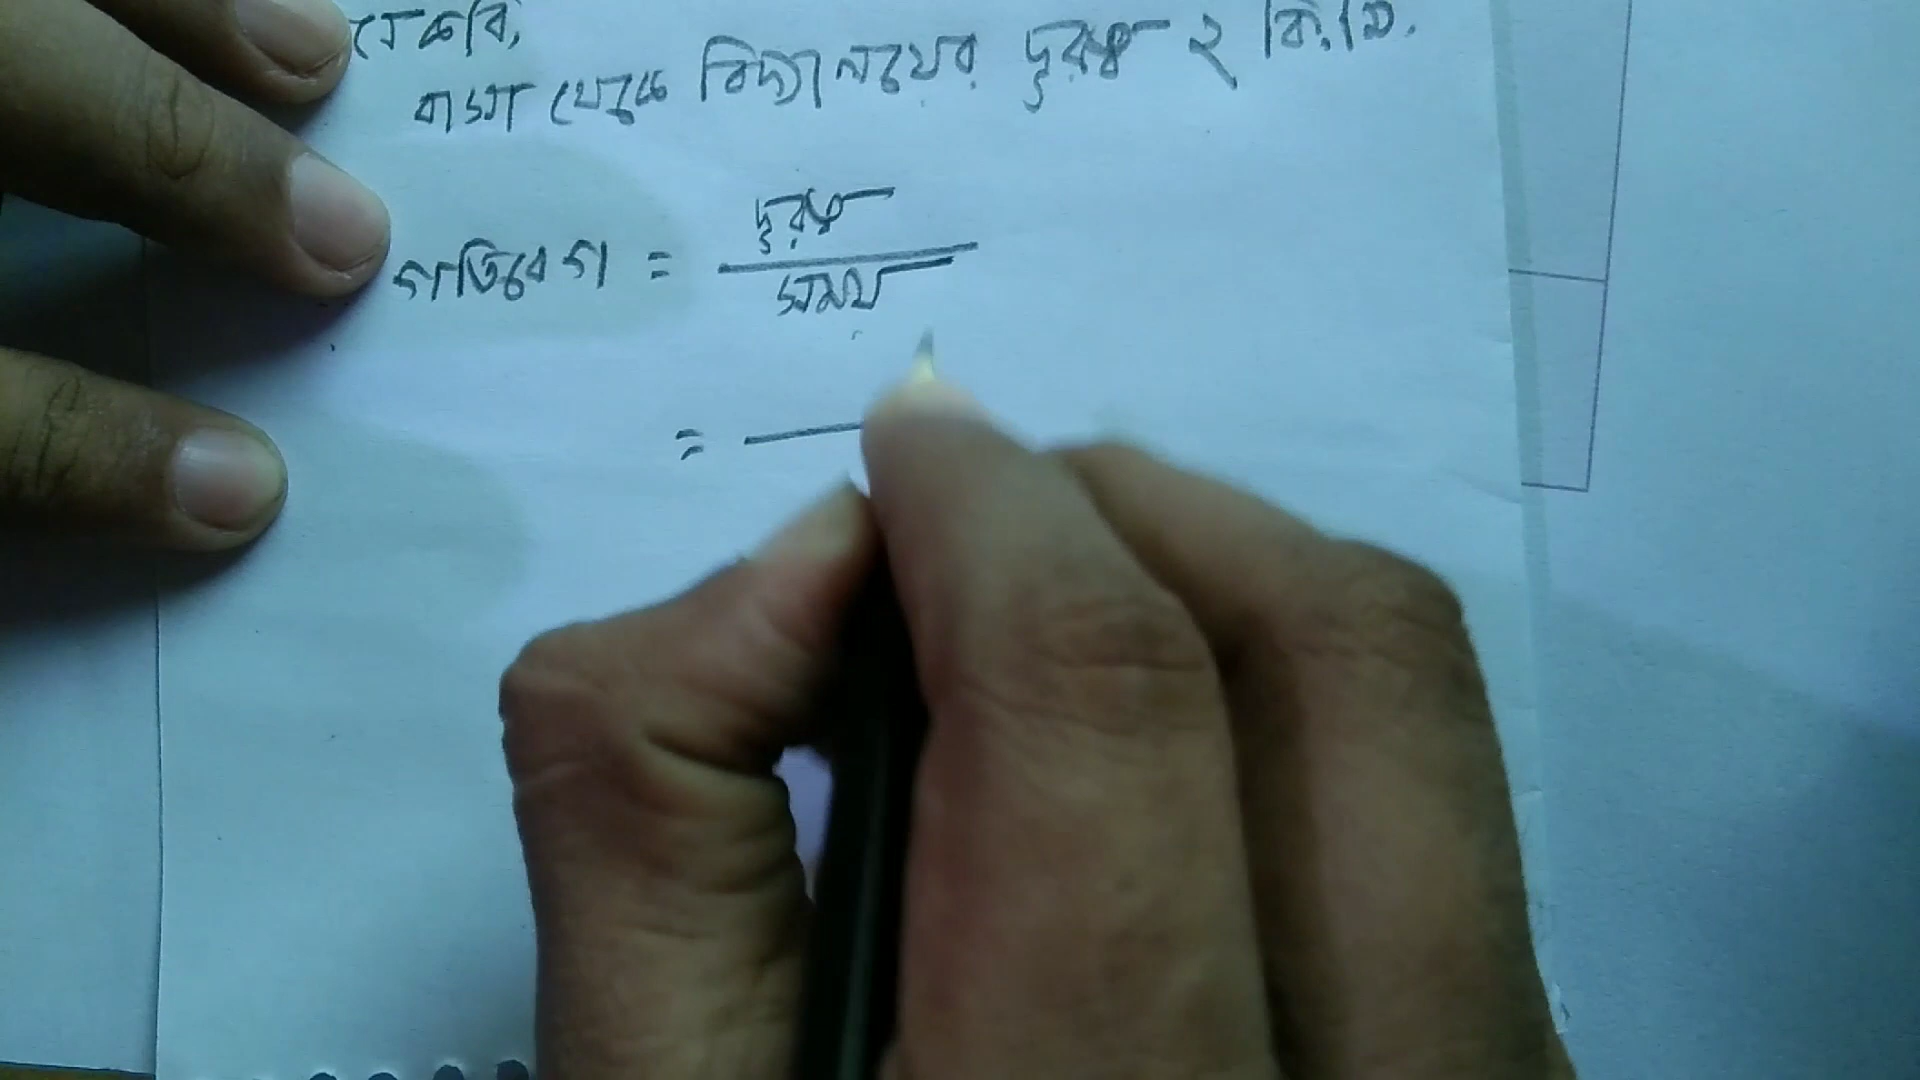 বাসা থেকে বিদ্যালয়ের দূরত্ব ২ কি.মি.
গতিবেগ = দূরত্ব
সময়
=